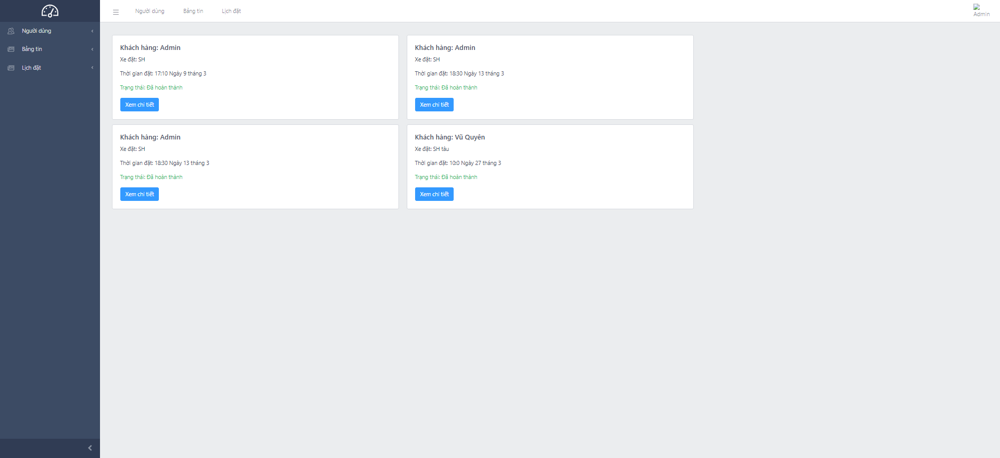 Người dùng
Bảng tin
Lịch đặt
Người dùng
Bảng tin
Lịch đặt
Admin
Khách hàng: Admin
Xe đặt: SH
Thời gian đặt: 17:10 Ngày 9 tháng 3
Trạng thái: Đã hoàn thành
Xem chi tiết
Khách hàng: Admin
Xe đặt: SH
Thời gian đặt: 18:30 Ngày 13 tháng 3
Trạng thái: Đã hoàn thành
Xem chi tiết
Khách hàng: Admin
Xe đặt: SH
Thời gian đặt: 18:30 Ngày 13 tháng 3
Trạng thái: Đã hoàn thành
Xem chi tiết
Khách hàng: Vũ Quyên
Xe đặt: SH tàu
Thời gian đặt: 10:0 Ngày 27 tháng 3
Trạng thái: Đã hoàn thành
Xem chi tiết